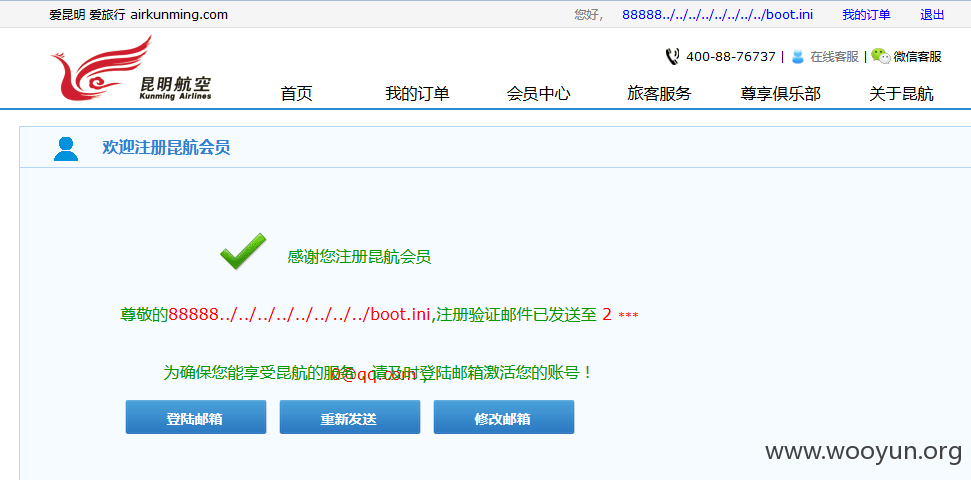 爱昆明 爱旅行 airkunming.com 您好, 88888../../../../../../../../boot.ini 我的订单 退出
昆明航空
Kunming Airlines
400-88-76737 | 在线客服 | 微信客服
首页 我的订单 会员中心 旅客服务 尊享俱乐部 关于昆航
欢迎注册昆航会员
感谢您注册昆航会员
尊敬的88888../../../../../../../../boot.ini,注册验证邮件已发送至 2 ***
为确保您能享受昆航的服务，请及时登陆邮箱激活您的账号！
@qq.com ，
登陆邮箱 重新发送 修改邮箱
www.wooyun.org